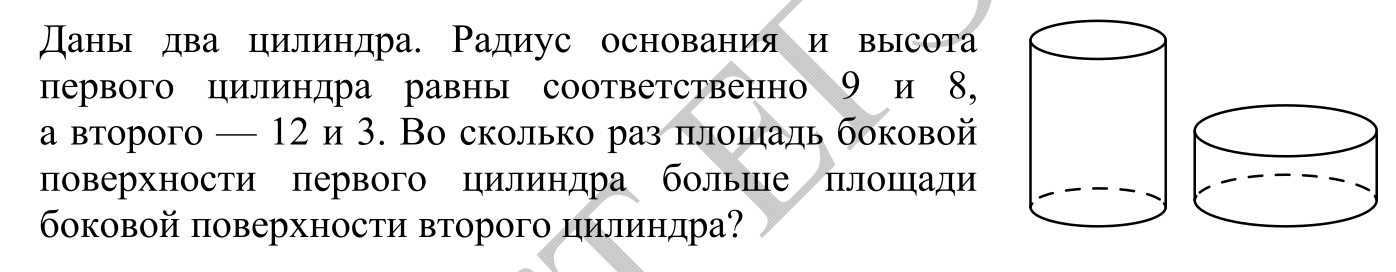 Даны два цилиндра. Радиус основания и высота
первого цилиндра равны соответственно 9 и 8,
а второго — 12 и 3. Во сколько раз площадь боковой
поверхности первого цилиндра больше площади
боковой поверхности второго цилиндра?